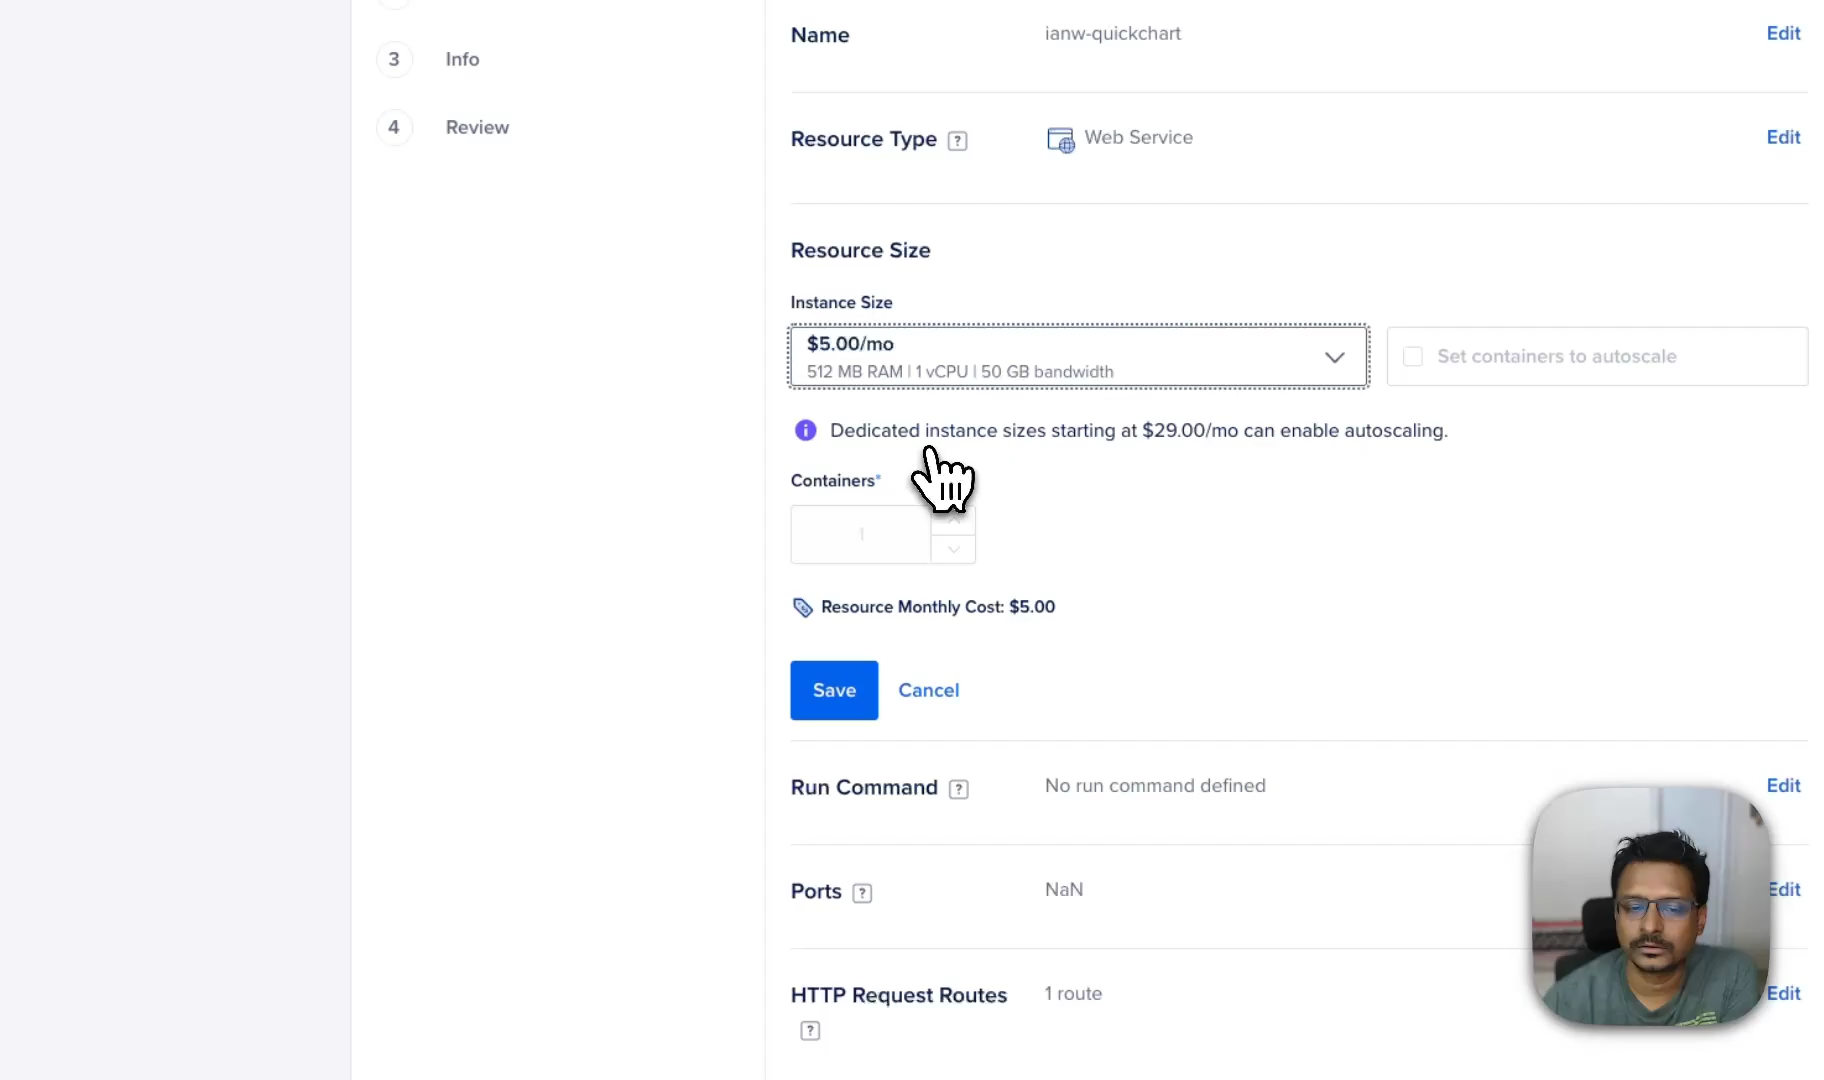 Name
ianw-quickchart
Edit
3
Info
4
Review
Resource Type ?
Web Service
Edit
Resource Size
Instance Size
$5.00/mo
512 MB RAM | 1 vCPU | 50 GB bandwidth
Set containers to autoscale
Dedicated instance sizes starting at $29.00/mo can enable autoscaling.
Containers*
1
Resource Monthly Cost: $5.00
Save
Cancel
Run Command ?
No run command defined
Edit
Ports ?
NaN
Edit
HTTP Request Routes
?
1 route
Edit